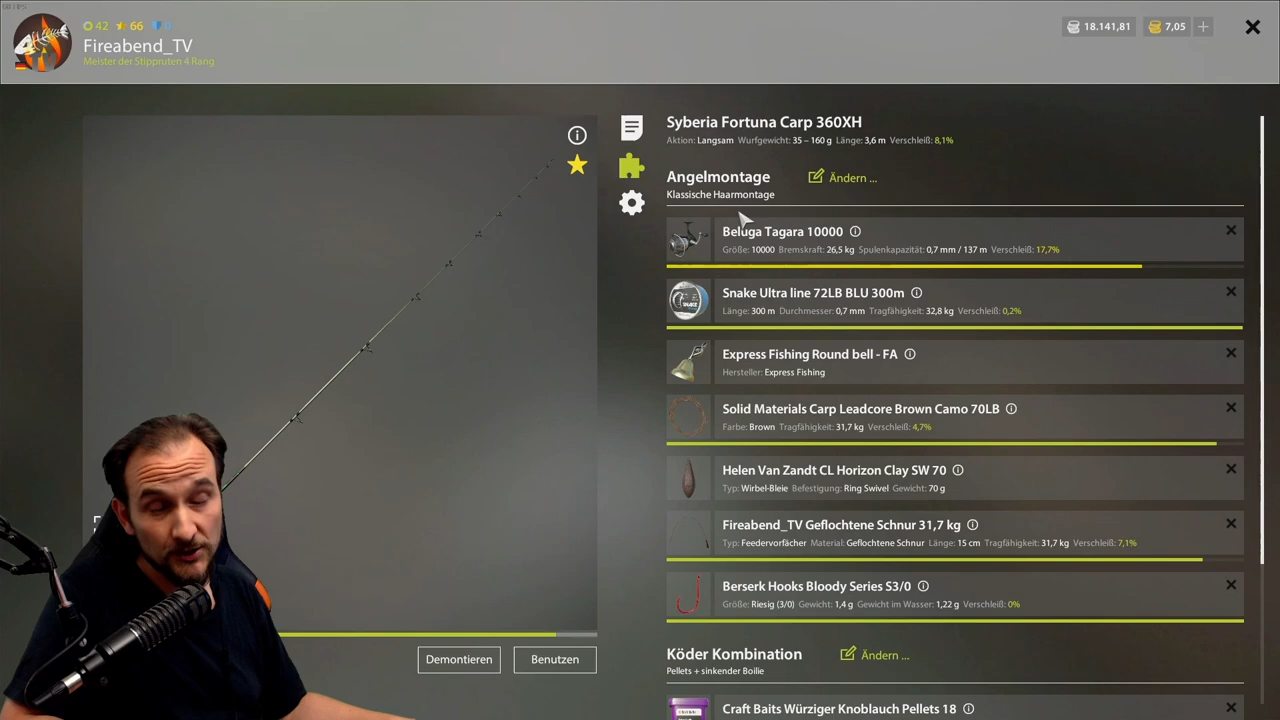 42 66 0
Fireabend_TV
Meister der Stippruten 4 Rang
18.141,81 7,05
Syberia Fortuna Carp 360XH
Aktion: Langsam Wurfgewicht: 35 – 160 g Länge: 3,6 m Verschleiß: 8,1%
Angelmontage Ändern ...
Klassische Haarmontage
Beluga Tagara 10000
Größe: 10000 Bremskraft: 26,5 kg Spulenkapazität: 0,7 mm / 137 m Verschleiß: 17,7%
Snake Ultra line 72LB BLU 300m
Länge: 300 m Durchmesser: 0,7 mm Tragfähigkeit: 32,8 kg Verschleiß: 0,2%
Express Fishing Round bell - FA
Hersteller: Express Fishing
Solid Materials Carp Leadcore Brown Camo 70LB
Farbe: Brown Tragfähigkeit: 31,7 kg Verschleiß: 4,7%
Helen Van Zandt CL Horizon Clay SW 70
Typ: Wirbel-Bleie Befestigung: Ring Swivel Gewicht: 70 g
Fireabend_TV Geflochtene Schnur 31,7 kg
Typ: Feedervorfächer Material: Geflochtene Schnur Länge: 15 cm Tragfähigkeit: 31,7 kg Verschleiß: 7,1%
Berserk Hooks Bloody Series S3/0
Größe: Riesig (3/0) Gewicht: 1,4 g Gewicht im Wasser: 1,22 g Verschleiß: 0%
Demontieren Benutzen
Köder Kombination Ändern ...
Pellets + sinkender Boilie
Craft Baits Würziger Knoblauch Pellets 18